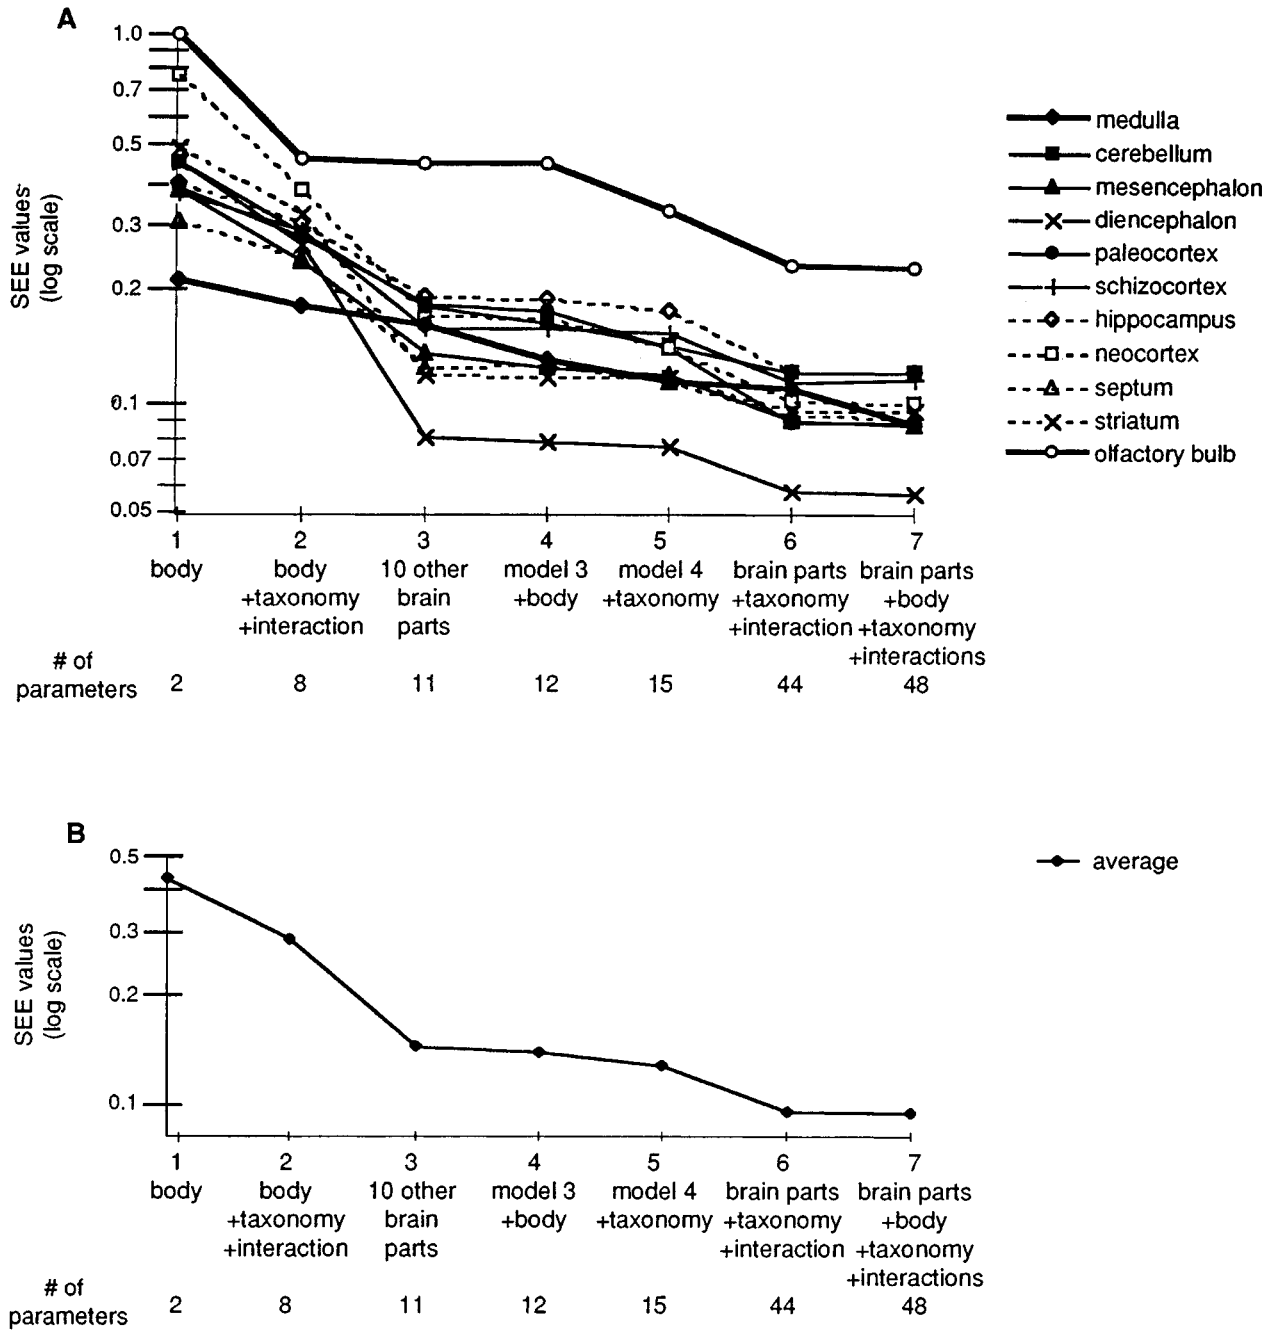 A
1.0
0.7
0.5
0.3
0.2
0.1
0.07
0.05
SEE values
(log scale)
medulla
cerebellum
mesencephalon
diencephalon
paleocortex
schizocortex
hippocampus
neocortex
septum
striatum
olfactory bulb
1 2 3 4 5 6 7
body body 10 other model 3 model 4 brain parts brain parts
+taxonomy brain +body +taxonomy +taxonomy +body
+interaction parts +interaction +taxonomy
+interactions
# of
parameters 2 8 11 12 15 44 48
B
0.5
0.3
0.2
0.1
SEE values
(log scale)
average
1 2 3 4 5 6 7
body body 10 other model 3 model 4 brain parts brain parts
+taxonomy brain +body +taxonomy +taxonomy +body
+interaction parts +interaction +taxonomy
+interactions
# of
parameters 2 8 11 12 15 44 48